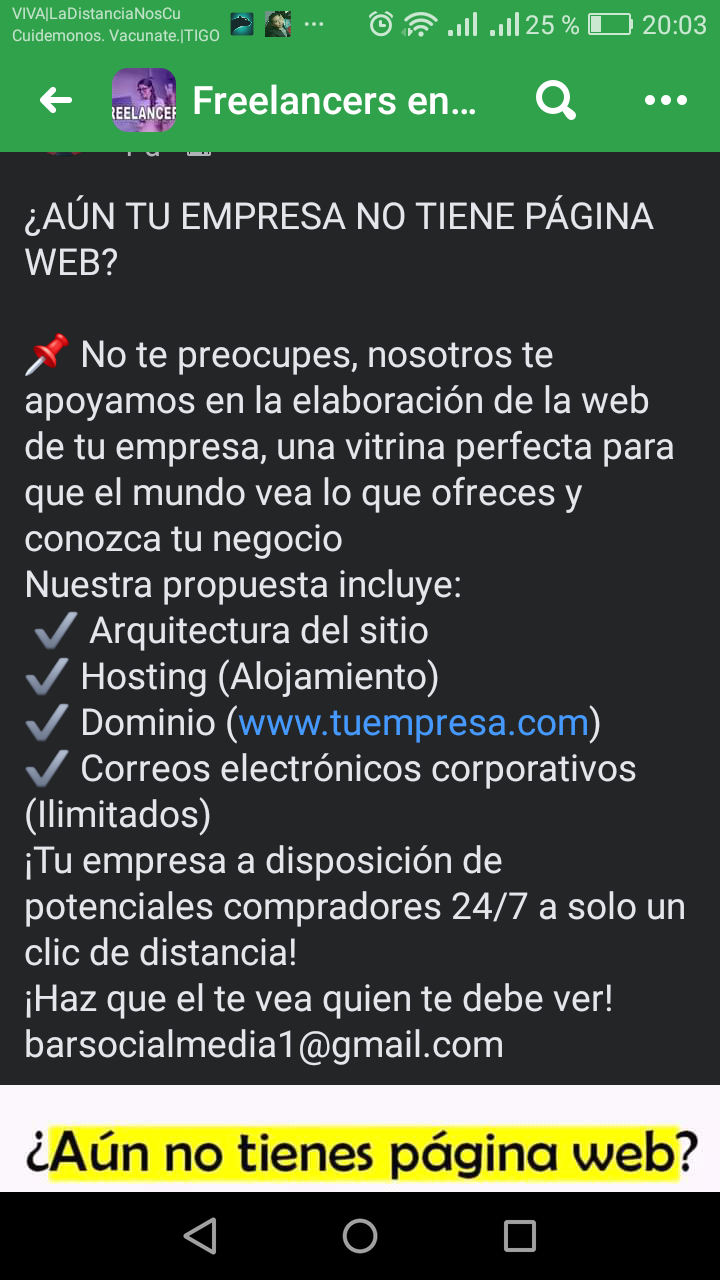 VIVA|LaDistanciaNosCu
Cuidemonos. Vacunate.|TIGO
25 %
20:03
REELANCER
Freelancers en...
¿AÚN TU EMPRESA NO TIENE PÁGINA
WEB?
📌 No te preocupes, nosotros te
apoyamos en la elaboración de la web
de tu empresa, una vitrina perfecta para
que el mundo vea lo que ofreces y
conozca tu negocio
Nuestra propuesta incluye:
✔ Arquitectura del sitio
✔ Hosting (Alojamiento)
✔ Dominio (www.tuempresa.com)
✔ Correos electrónicos corporativos
(Ilimitados)
¡Tu empresa a disposición de
potenciales compradores 24/7 a solo un
clic de distancia!
¡Haz que el te vea quien te debe ver!
barsocialmedia1@gmail.com
¿Aún no tienes página web?